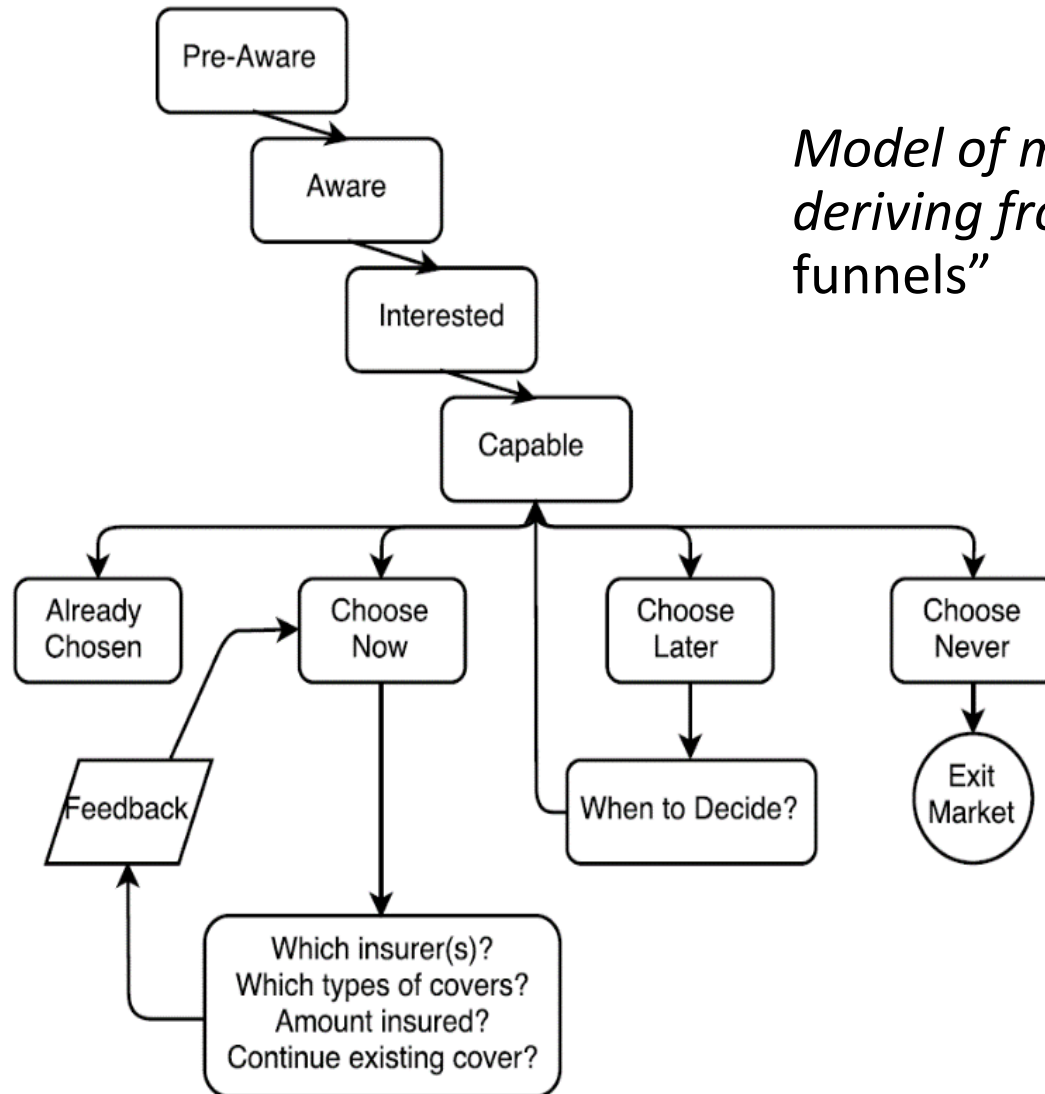 Pre-Aware
Aware
Model of m
deriving fro
funnels”
Interested
Capable
Already
Chosen
Choose
Now
Choose
Later
Choose
Never
Feedback
When to Decide?
Exit
Market
Which insurer(s)?
Which types of covers?
Amount insured?
Continue existing cover?